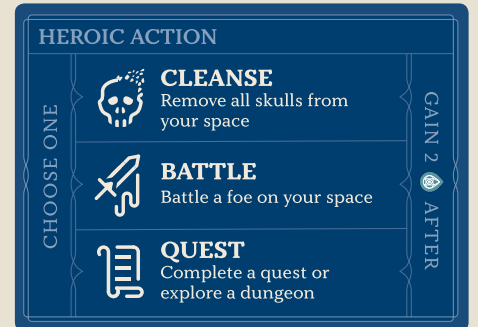 HEROIC ACTION
CHOOSE ONE
CLEANSE
Remove all skulls from
your space
BATTLE
Battle a foe on your space
QUEST
Complete a quest or
explore a dungeon
GAIN 2 AFTER